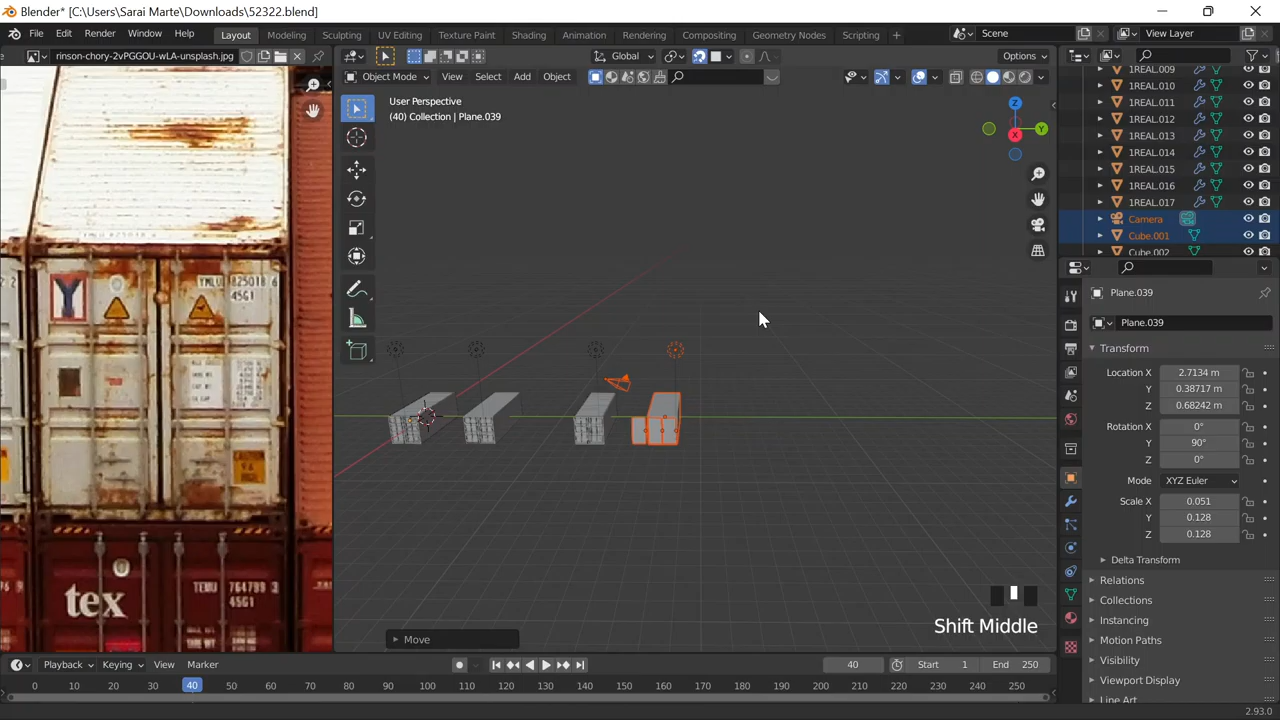 Blender* [C:\Users\Sarai Marte\Downloads\52322.blend]
File Edit Render Window Help Layout Modeling Sculpting UV Editing Texture Paint Shading Animation Rendering Compositing Geometry Nodes Scripting Scene View Layer
rinson-chory-2vPGGOU-wLA-unsplash.jpg Global Options
Object Mode View Select Add Object
User Perspective
(40) Collection | Plane.039
1REAL.009
1REAL.010
1REAL.011
1REAL.012
1REAL.013
1REAL.014
1REAL.015
1REAL.016
1REAL.017
Camera
Cube.001
Cube.002
X
Y
Z
Y
YMLU 825018 6
45G1
tex
TEMU 764799 3
45G1
Plane.039
Plane.039
Transform
Location X 2.7134 m
Y 0.38717 m
Z 0.68242 m
Rotation X 0°
Y 90°
Z 0°
Mode XYZ Euler
Scale X 0.051
Y 0.128
Z 0.128
Delta Transform
Relations
Collections
Instancing
Motion Paths
Visibility
Viewport Display
Line Art
Shift Middle
Move
Playback Keying View Marker 40 Start 1 End 250
0 10 20 30 40 50 60 70 80 90 100 110 120 130 140 150 160 170 180 190 200 210 220 230 240 250
2.93.0